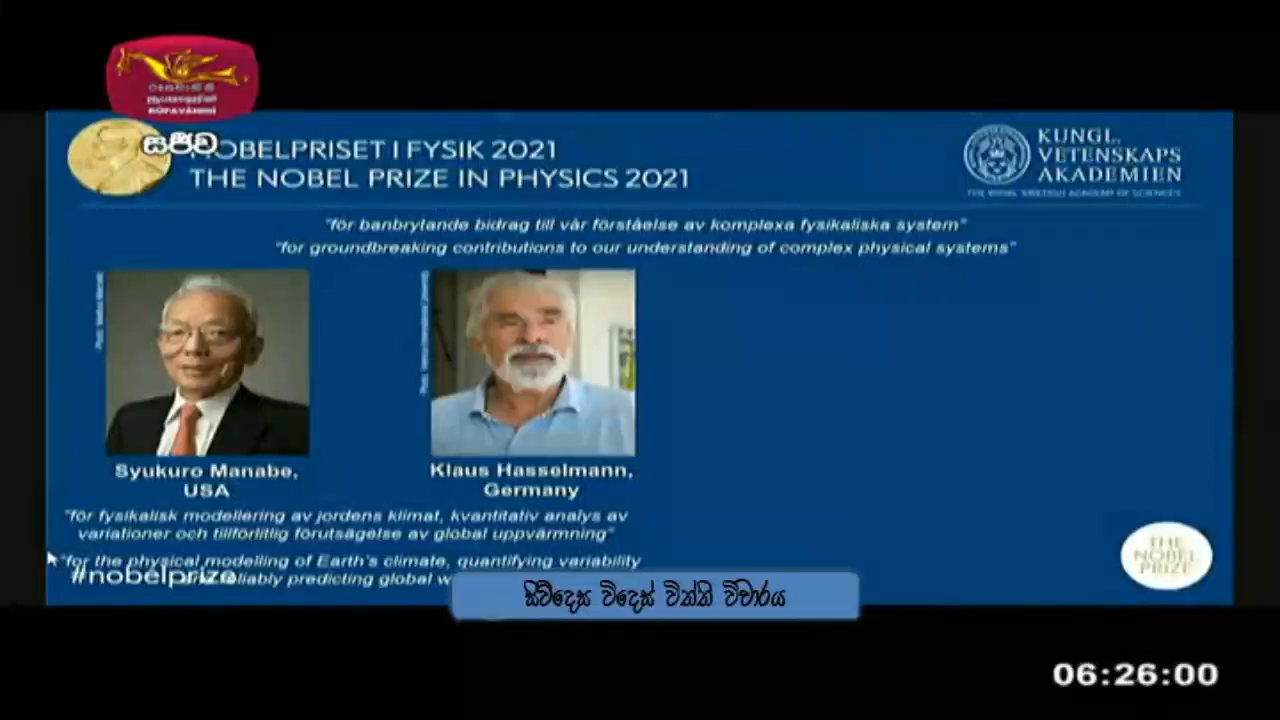 RUPAVAHINI
සජීව
NOBELPRISET I FYSIK 2021
THE NOBEL PRIZE IN PHYSICS 2021
KUNGL.
VETENSKAPS
AKADEMIEN
THE ROYAL SWEDISH ACADEMY OF SCIENCES
"för banbrytande bidrag till vår förståelse av komplexa fysikaliska system"
"for groundbreaking contributions to our understanding of complex physical systems"
Syukuro Manabe,
USA
Klaus Hasselmann,
Germany
"för fysikalisk modellering av jordens klimat, kvantitativ analys av
variationer och tillförlitlig förutsägelse av global uppvärmning"
"for the physical modelling of Earth's climate, quantifying variability
reliably predicting global
#nobelprize
THE
NOBEL
PRIZE
සිව්දෙස විදෙස් විත්ති විචාරය
06:26:00